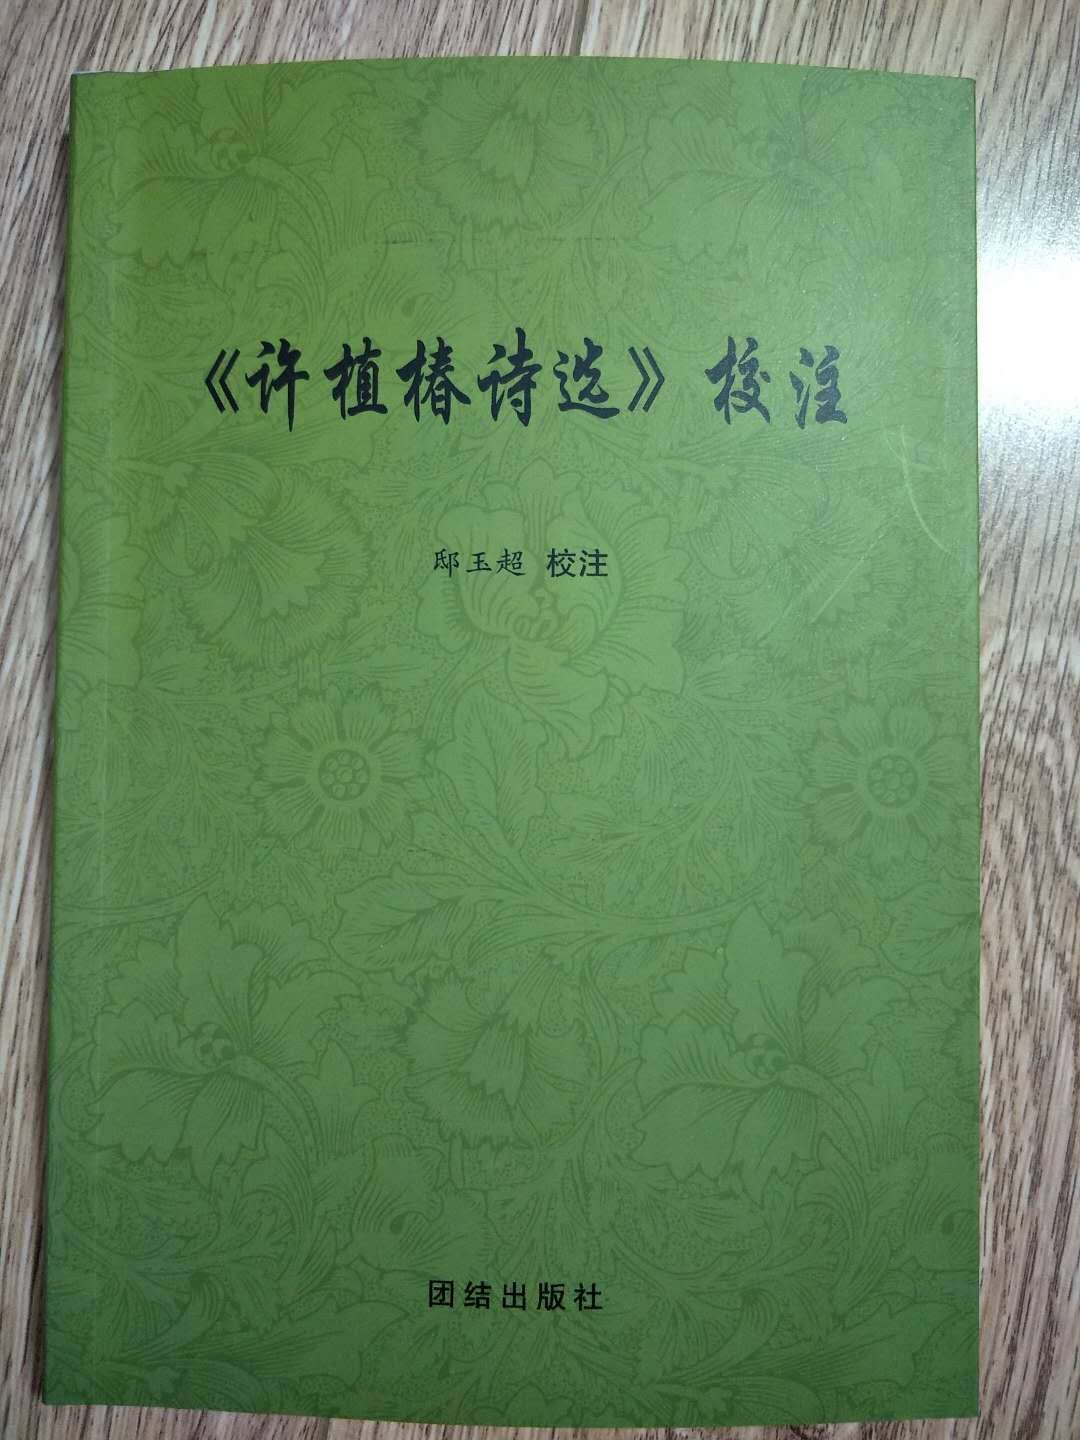 《许植椿诗选》校注
邸玉超 校注
团结出版社